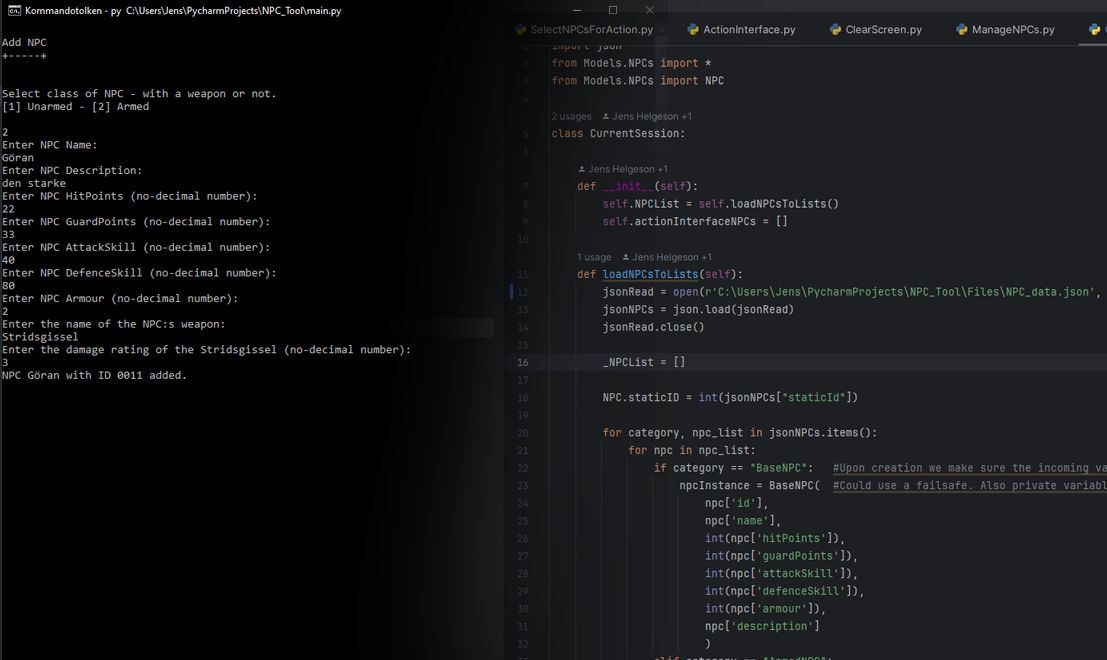 Kommandotolken - py C:\Users\Jens\PycharmProjects\NPC_Tool\main.py
Add NPC
+-----+
Select class of NPC - with a weapon or not.
[1] Unarmed - [2] Armed
2
Enter NPC Name:
Göran
Enter NPC Description:
den starke
Enter NPC HitPoints (no-decimal number):
22
Enter NPC GuardPoints (no-decimal number):
33
Enter NPC AttackSkill (no-decimal number):
40
Enter NPC DefenceSkill (no-decimal number):
80
Enter NPC Armour (no-decimal number):
2
Enter the name of the NPC:s weapon:
Stridsgissel
Enter the damage rating of the Stridsgissel (no-decimal number):
3
NPC Göran with ID 0011 added.
SelectNPCsForAction.py ActionInterface.py ClearScreen.py ManageNPCs.py
import json
2 from Models.NPCs import *
3 from Models.NPCs import NPC
4
2 usages Jens Helgeson +1
5 class CurrentSession:
6
Jens Helgeson +1
7 def __init__(self):
8 self.NPCList = self.loadNPCsToLists()
9 self.actionInterfaceNPCs = []
10
1 usage Jens Helgeson +1
11 def loadNPCsToLists(self):
12 jsonRead = open(r'C:\Users\Jens\PycharmProjects\NPC_Tool\Files\NPC_data.json',
13 jsonNPCs = json.load(jsonRead)
14 jsonRead.close()
15
16 _NPCList = []
17
18 NPC.staticID = int(jsonNPCs["staticId"])
19
20 for category, npc_list in jsonNPCs.items():
21 for npc in npc_list:
22 if category == "BaseNPC": #Upon creation we make sure the incoming va
23 npcInstance = BaseNPC( #Could use a failsafe. Also private variabl
24 npc['id'],
25 npc['name'],
26 int(npc['hitPoints']),
27 int(npc['guardPoints']),
28 int(npc['attackSkill']),
29 int(npc['defenceSkill']),
30 int(npc['armour']),
31 npc['description']
32 )
elif category == "ArmedNPC":